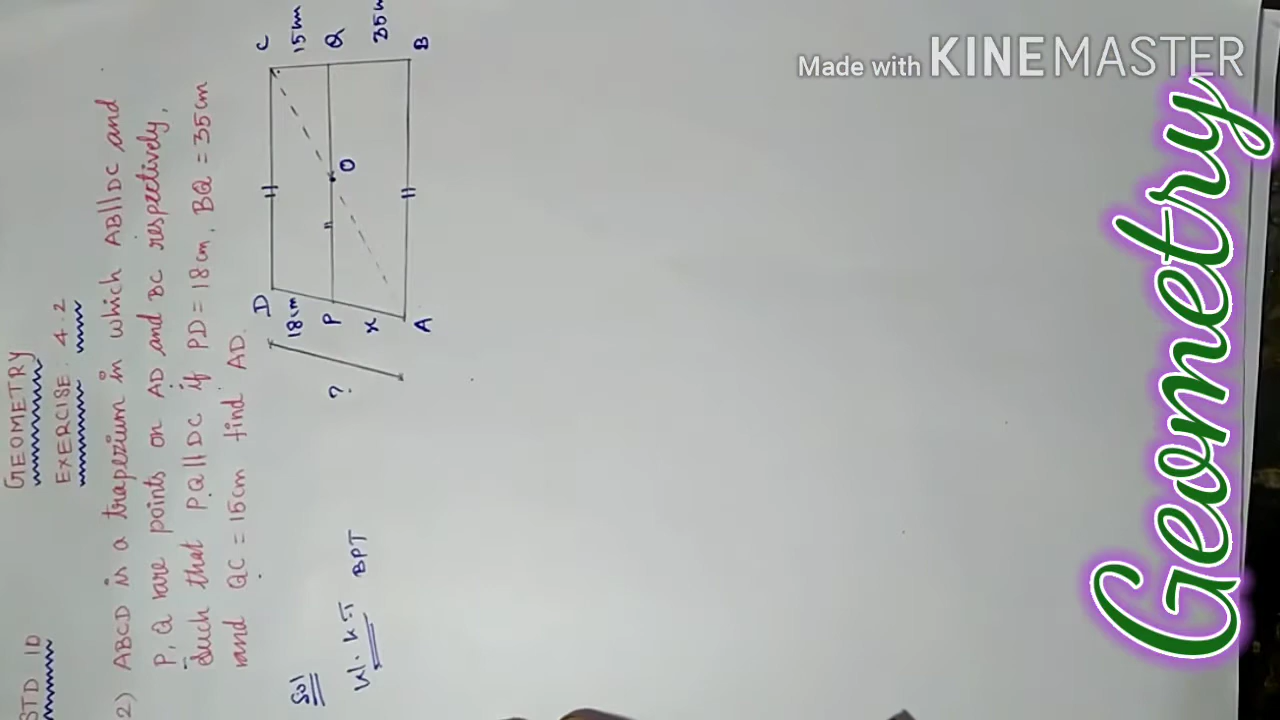 STD 10
GEOMETRY
EXERCISE 4.2
2) ABCD is a trapezium in which AB||DC and
P, Q are points on AD and BC respectively,
Such that PQ||DC if PD = 18cm, BQ = 35cm
and QC = 15cm find AD.
Sol
W.K.T BPT
D
C
18cm
15cm
P
O
Q
?
x
35cm
A
B
Made with KINEMASTER
Geometry